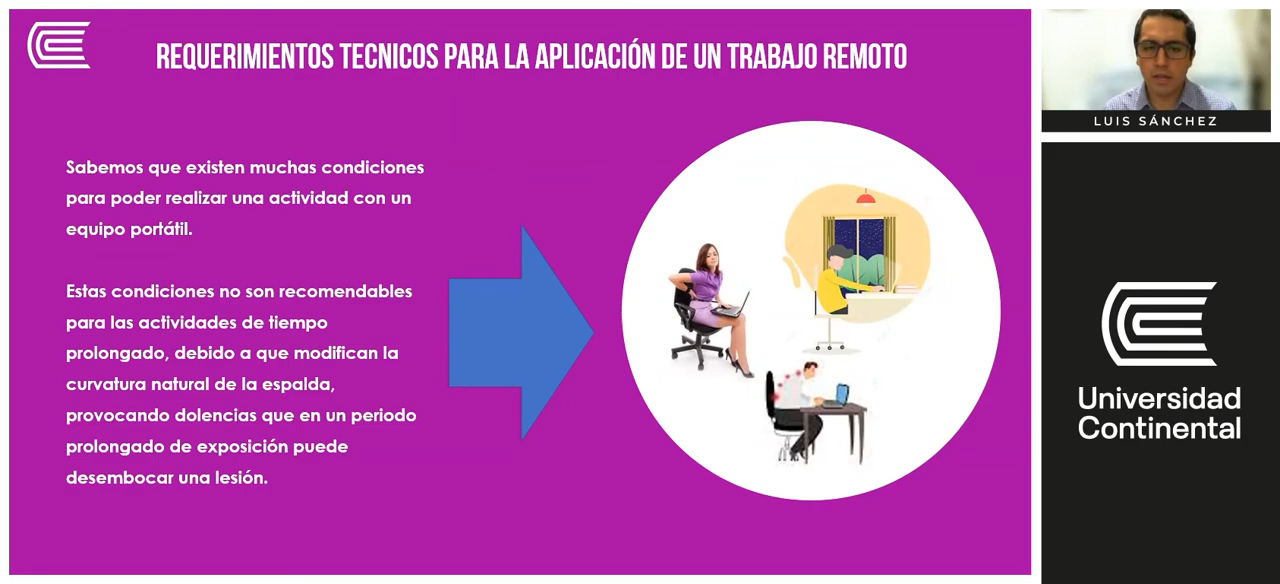 REQUERIMIENTOS TECNICOS PARA LA APLICACIÓN DE UN TRABAJO REMOTO
Sabemos que existen muchas condiciones
para poder realizar una actividad con un
equipo portátil.
Estas condiciones no son recomendables
para las actividades de tiempo
prolongado, debido a que modifican la
curvatura natural de la espalda,
provocando dolencias que en un periodo
prolongado de exposición puede
desembocar una lesión.
LUIS SÁNCHEZ
Universidad
Continental